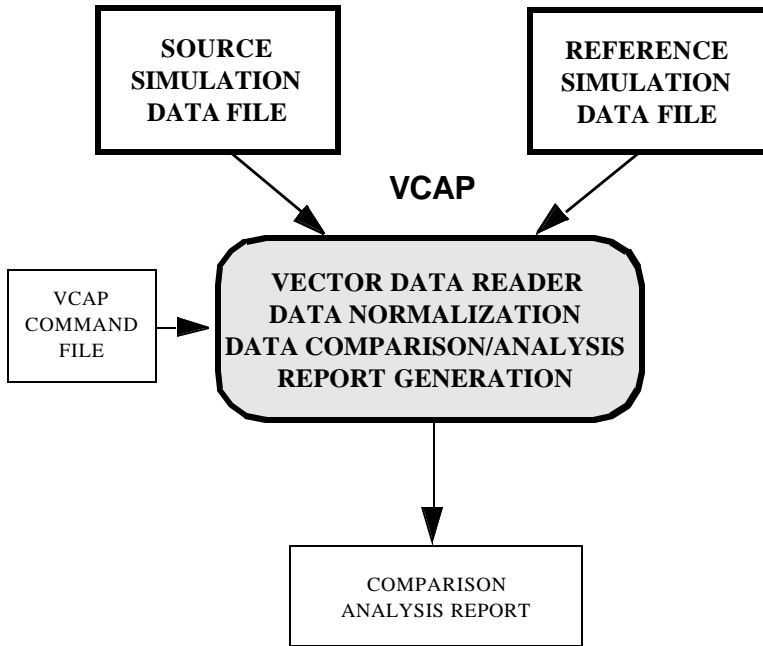 SOURCE
SIMULATION
DATA FILE
REFERENCE
SIMULATION
DATA FILE
VCAP
VCAP
COMMAND
FILE
VECTOR DATA READER
DATA NORMALIZATION
DATA COMPARISON/ANALYSIS
REPORT GENERATION
COMPARISON
ANALYSIS REPORT